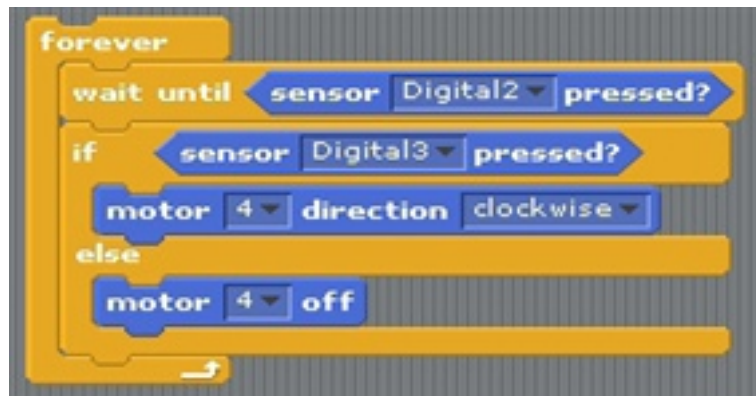 forever
wait until sensor Digital2 pressed?
if sensor Digital3 pressed?
motor 4 direction clockwise
else
motor 4 off